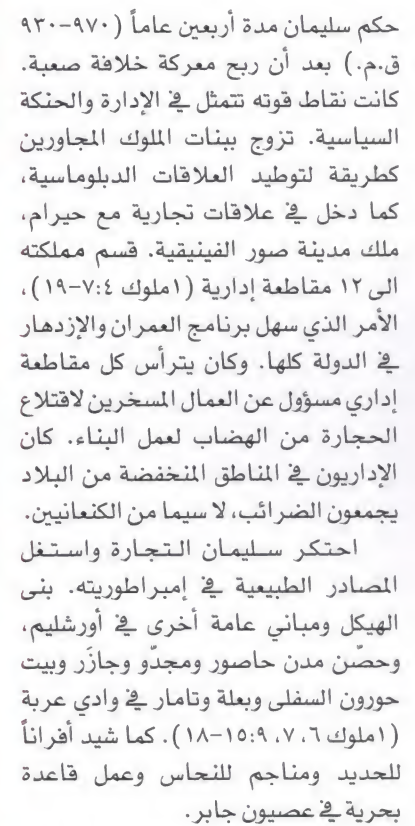 حكم سليمان مدة أربعين عاماً (٩٧٠-٩٣٠
ق.م.) بعد أن ربح معركة خلافة صعبة.
كانت نقاط قوته تتمثل في الإدارة والحنكة
السياسية. تزوج ببنات الملوك المجاورين
كطريقة لتوطيد العلاقات الدبلوماسية،
كما دخل في علاقات تجارية مع حيرام،
ملك مدينة صور الفينيقية. قسم مملكته
الى ١٢ مقاطعة إدارية (١ملوك ٧:٤-١٩)،
الأمر الذي سهل برنامج العمران والإزدهار
في الدولة كلها. وكان يترأس كل مقاطعة
إداري مسؤول عن العمال المسخرين لاقتلاع
الحجارة من الهضاب لعمل البناء. كان
الإداريون في المناطق المنخفضة من البلاد
يجمعون الضرائب، لا سيما من الكنعانيين.
احتكر سليمان التجارة واستغل
المصادر الطبيعية في إمبراطوريته. بنى
الهيكل ومباني عامة أخرى في أورشليم،
وحصّن مدن حاصور ومجدّو وجازَر وبيت
حورون السفلى وبعلة وتامار في وادي عربة
(١ملوك ٦، ٧، ١٥:٩-١٨). كما شيد أفراناً
للحديد ومناجم للنحاس وعمل قاعدة
بحرية في عصيون جابر.